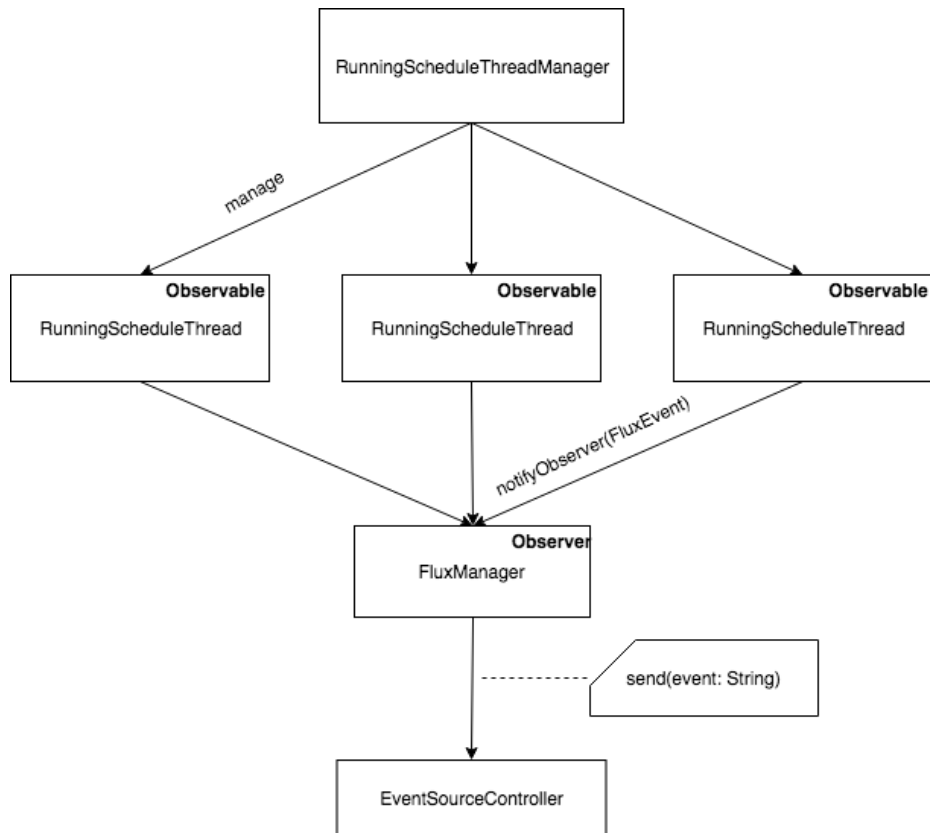 RunningScheduleThreadManager
manage
Observable
RunningScheduleThread
Observable
RunningScheduleThread
Observable
RunningScheduleThread
notifyObserver(FluxEvent)
Observer
FluxManager
send(event: String)
EventSourceController